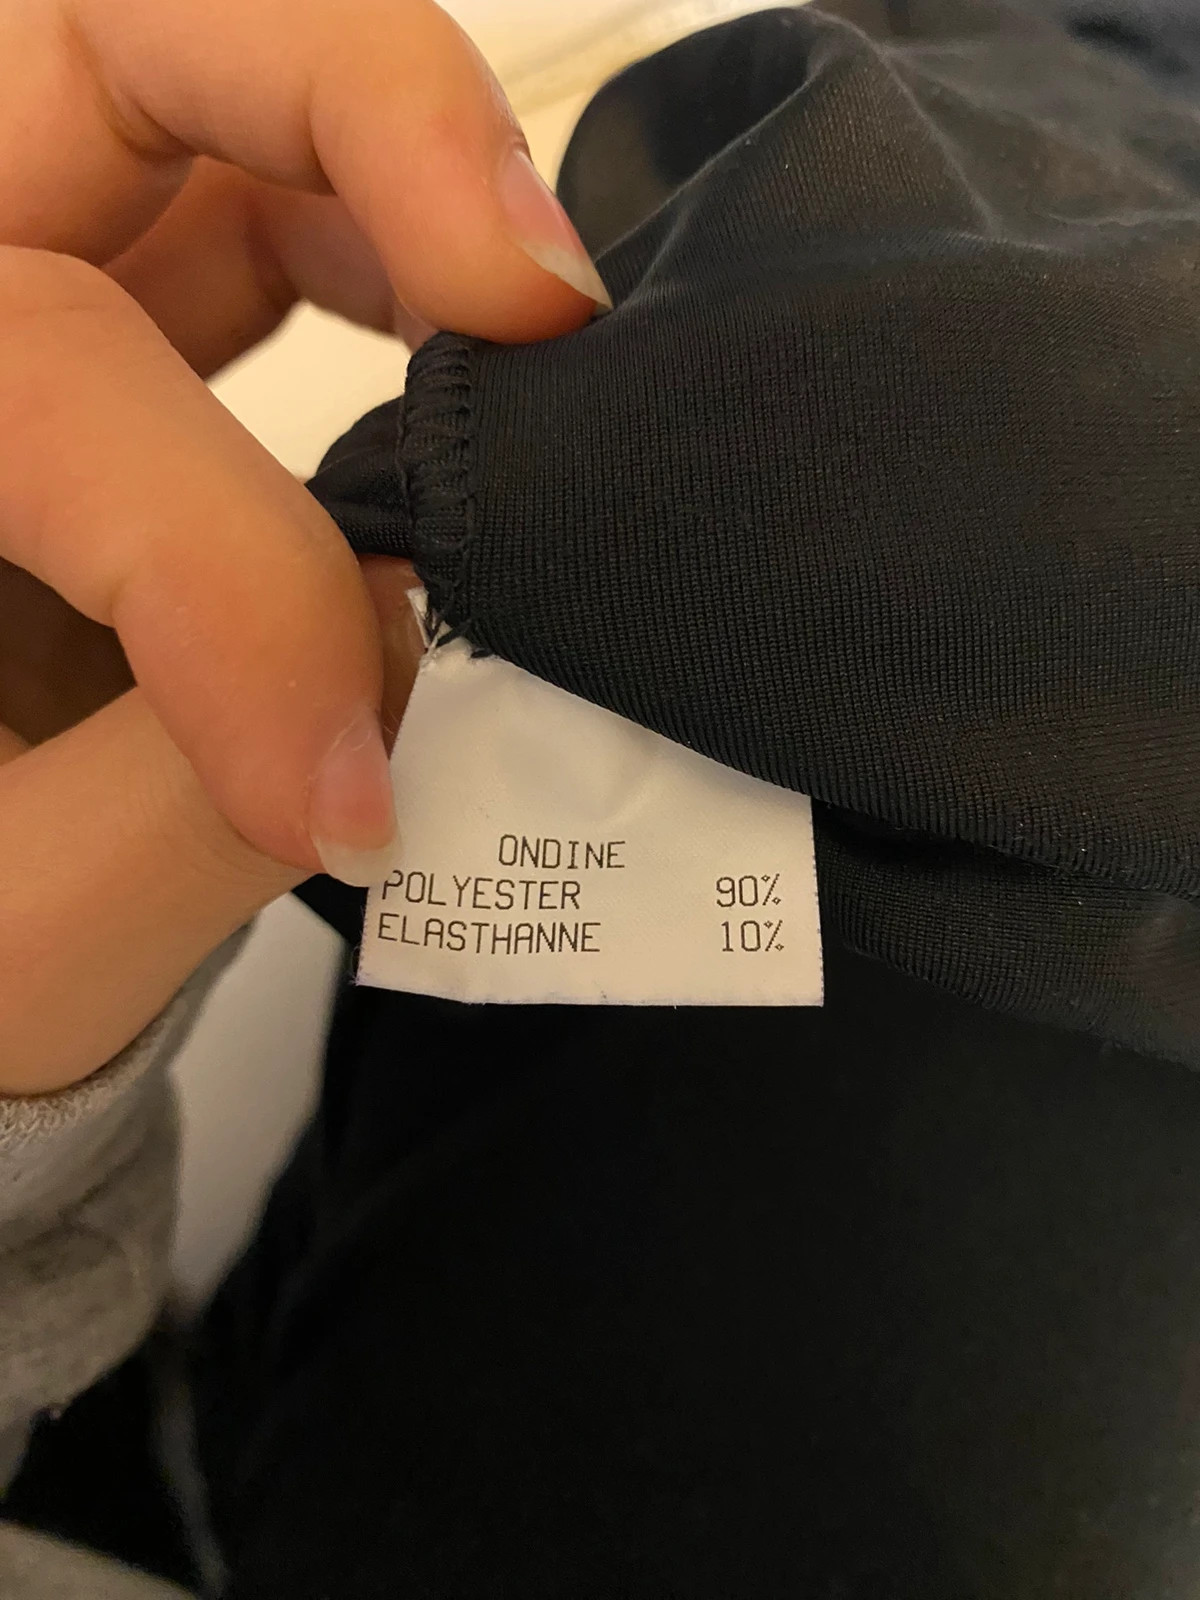 ONDINE
POLYESTER 90%
ELASTHANNE 10%